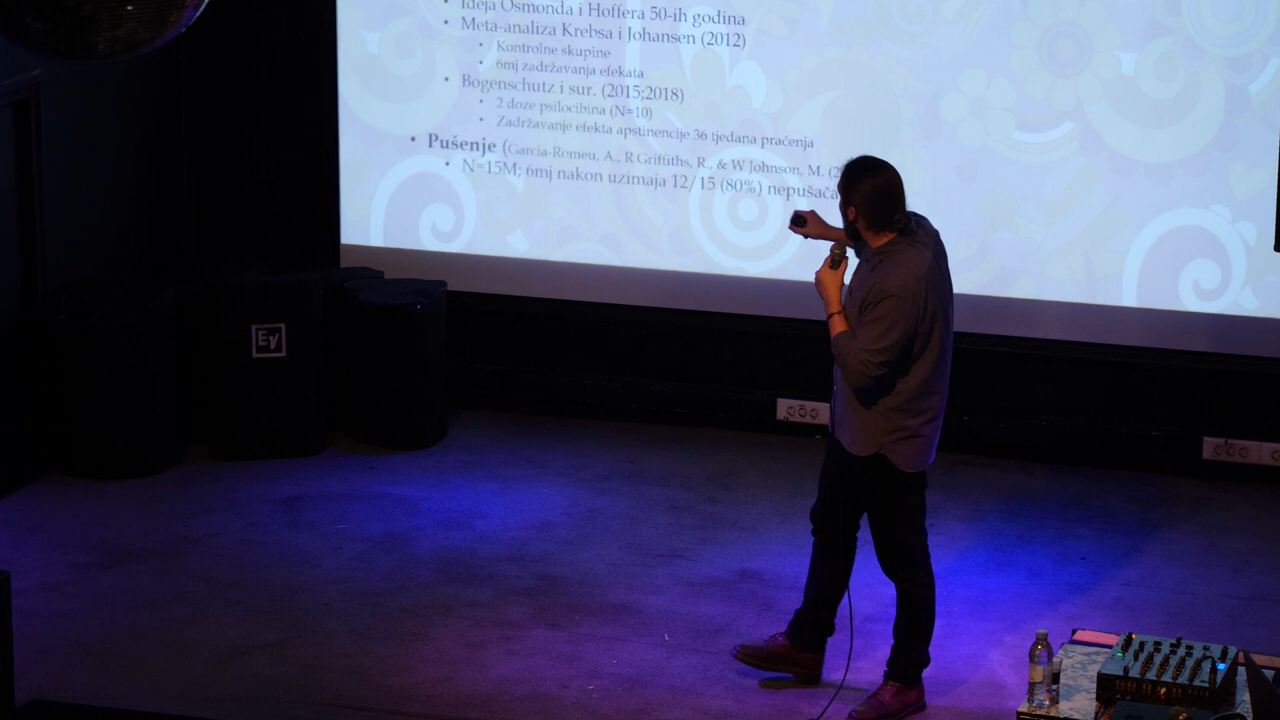 Ideja Osmonda i Hoffera 50-ih godina
• Meta-analiza Krebsa i Johansen (2012)
• Kontrolne skupine
• 6mj zadržavanja efekata
• Bogenschutz i sur. (2015;2018)
• 2 doze psilocibina (N=10)
• Zadržavanje efekta apstinencije 36 tjedana praćenja
• Pušenje (Garcia-Romeu, A., R Griffiths, R., & W Johnson, M. (2
• N=15M; 6mj nakon uzimaja 12/15 (80%) nepušača
EV